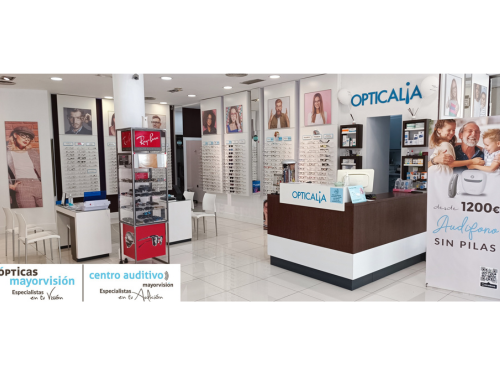 OPTICALIA
Ray-Ban
OPTICALIA
desde 1200€
Audífono
SIN PILAS
ÓPTICAS
mayorvisión
Especialistas
en tu Visión
centro auditivo
mayorvisión
Especialistas
en tu Audición